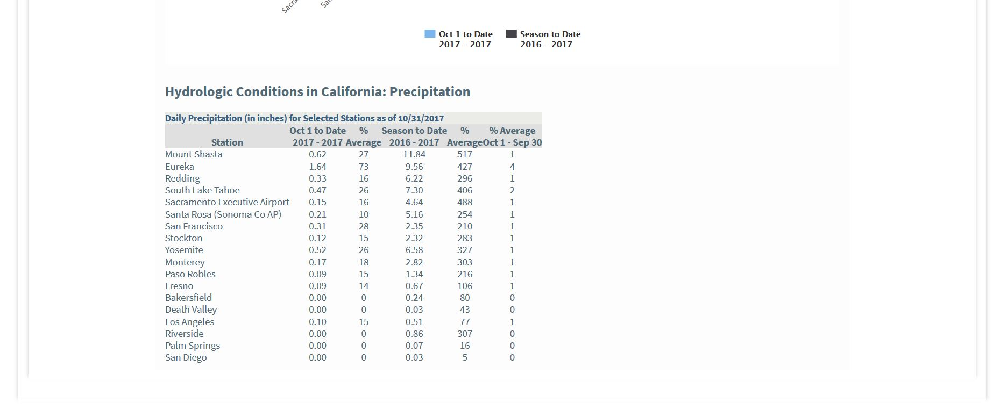 Oct 1 to Date Season to Date
2017 – 2017 2016 – 2017
Hydrologic Conditions in California: Precipitation
Daily Precipitation (in inches) for Selected Stations as of 10/31/2017
Oct 1 to Date % Season to Date % % Average
Station 2017 - 2017 Average 2016 - 2017 Average Oct 1 - Sep 30
Mount Shasta 0.62 27 11.84 517 1
Eureka 1.64 73 9.56 427 4
Redding 0.33 16 6.22 296 1
South Lake Tahoe 0.47 26 7.30 406 2
Sacramento Executive Airport 0.15 16 4.64 488 1
Santa Rosa (Sonoma Co AP) 0.21 10 5.16 254 1
San Francisco 0.31 28 2.35 210 1
Stockton 0.12 15 2.32 283 1
Yosemite 0.52 26 6.58 327 1
Monterey 0.17 18 2.82 303 1
Paso Robles 0.09 15 1.34 216 1
Fresno 0.09 14 0.67 106 1
Bakersfield 0.00 0 0.24 80 0
Death Valley 0.00 0 0.03 43 0
Los Angeles 0.10 15 0.51 77 1
Riverside 0.00 0 0.86 307 0
Palm Springs 0.00 0 0.07 16 0
San Diego 0.00 0 0.03 5 0